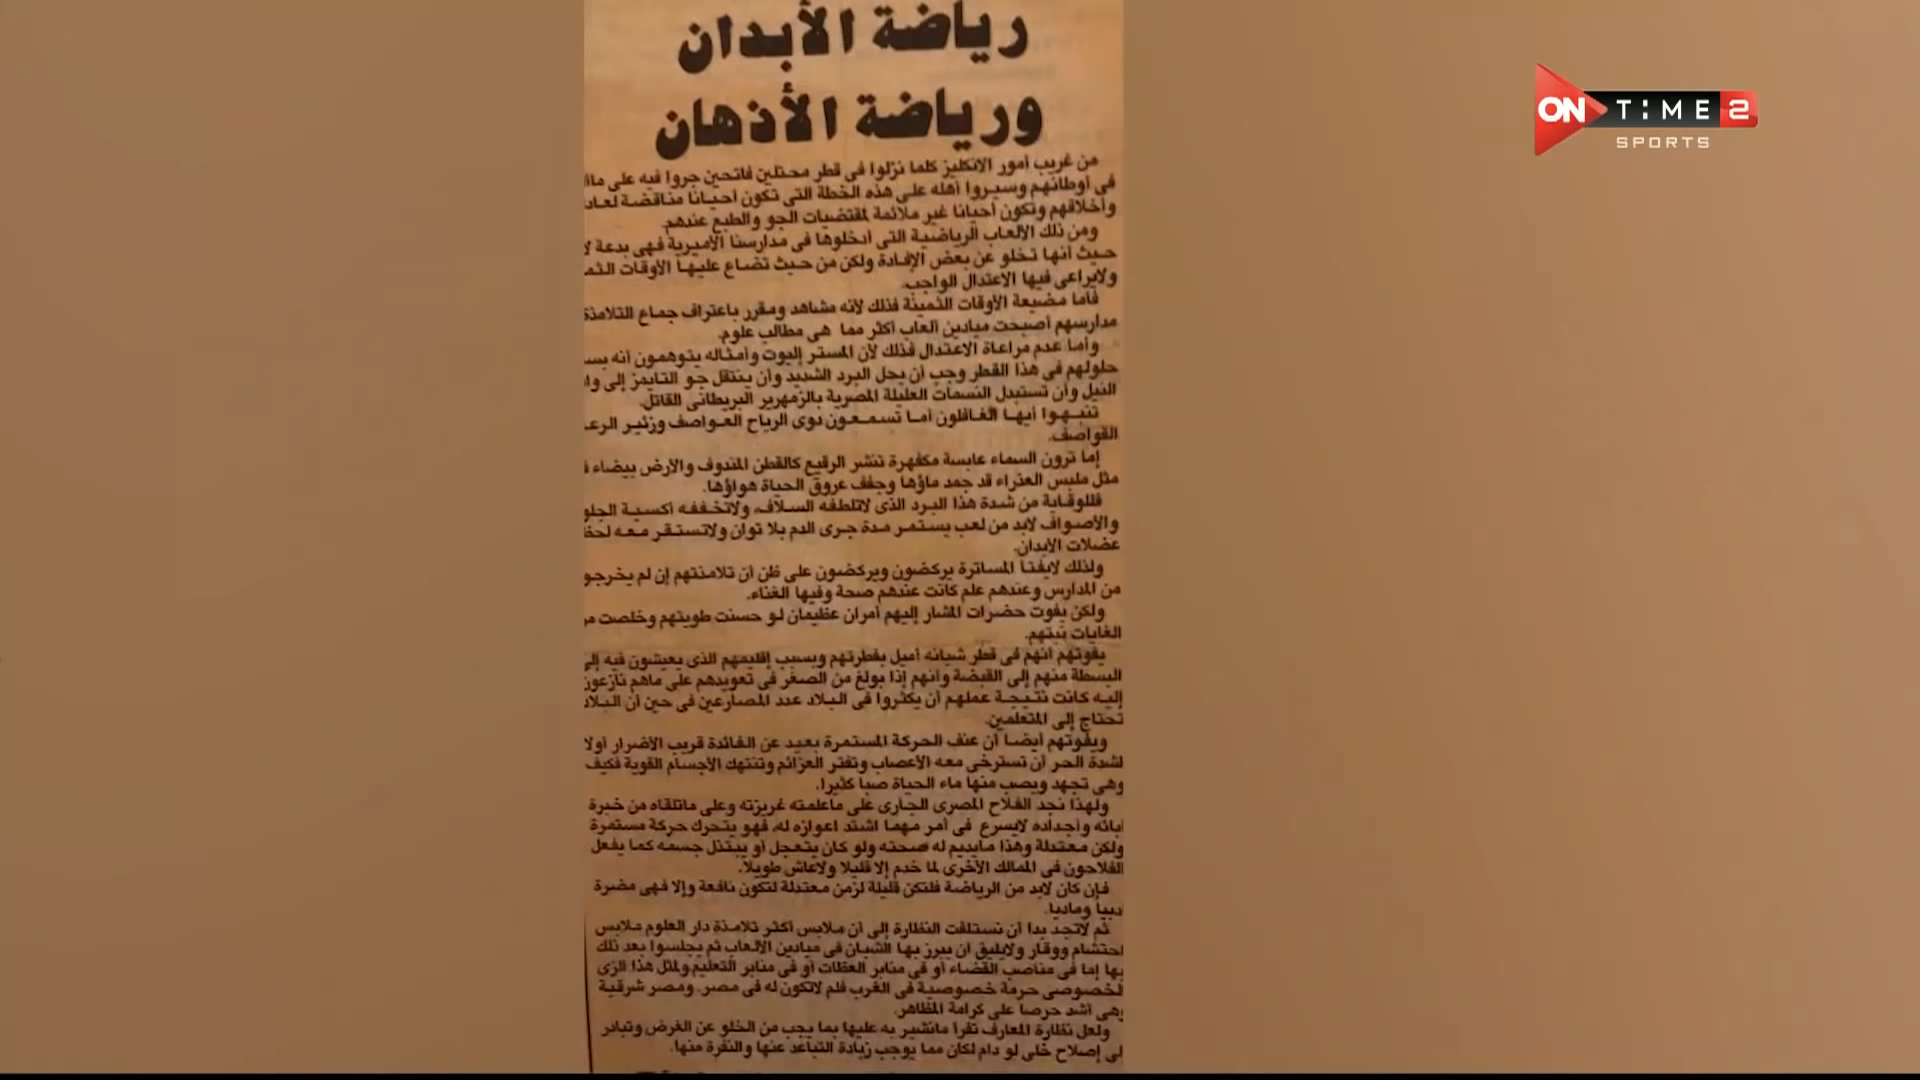 رياضة الأبدان
ورياضة الأذهان
ON TIME 2
SPORTS
من غريب أمور الانكليز كلما نزلوا فى قطر محتلين فاتحين جروا فيه على
فى أوطانهم وسيروا أهله على هذه الخطة التى تكون أحيانا مناقضة
وأخلاقهم وتكون أحيانا غير ملائمة لمقتضيات الجو والطبع عندهم.
ومن ذلك الألعاب الرياضية التى أدخلوها فى مدارسنا الأميرية فهى بدعة لا
حيث أنها تخلو عن بعض الإفادة ولكن من حيث تضاع عليها الأوقات
ولايراعى فيها الاعتدال الواجب.
فأما مضيعة الأوقات الثمينة فذلك لأنه مشاهد ومقرر باعتراف جماع التلامذة
مدارسهم أصبحت ميادين ألعاب أكثر مما هى مطالب علوم.
وأما عدم مراعاة الاعتدال فذلك لأن المستر إليوت وأمثاله يتوهمون أنه
حلولهم فى هذا القطر وجب أن يحل البرد الشديد وأن ينتقل جو التايمز إلى
النيل وأن تستبدل النسمات العليلة المصرية بالزمهرير البريطانى القاتل.
تنبهوا أيها الغافلون أما تسمعون دوى الرياح العواصف وزئير
القواصف.
إما ترون السماء عابسة مكفهرة تنشر الرقيع كالقطن المندوف والأرض بيضاء
مثل ملبس العذراء قد جمد ماؤها وجفف عروق الحياة هواؤها.
فللوقاية من شدة هذا البرد الذى لاتلطفه السلاف، ولاتخففه أكسية
والأصواف لابد من لعب يستمر مدة جرى الدم بلا توان ولاتستقر معه
عضلات الأبدان.
ولذلك لايفتأ المساترة يركضون ويركضون على ظن أن تلامذتهم إن لم
من المدارس وعندهم علم كانت عندهم صحة وفيها الغناء.
ولكن يفوت حضرات المشار إليهم أمران عظيمان لو حسنت طويتهم وخلصت
الغايات نيتهم.
يفوتهم أنهم فى قطر شبانه أميل بفطرتهم وبسبب إقليمهم الذى يعيشون فيه إلى
البسطة منهم إلى القبضة وأنهم إذا بولغ من الصغر فى تعويدهم على ماهم نازعون
إليه كانت نتيجة عملهم أن يكثروا فى البلاد عدد المصارعين فى حين أن البلاد
تحتاج إلى المتعلمين.
ويفوتهم أيضا أن عنف الحركة المستمرة بعيد عن الفائدة قريب الأضرار أولا
لشدة الحر أن تسترخى معه الأعصاب وتفتر العزائم وتنتهك الأجسام القوية فكيف
وهى تجهد ويصب منها ماء الحياة صبا كثيرا.
ولهذا نجد الفلاح المصرى الجارى على ماعلمته غريزته وعلى ماتلقاه من خبرة
أبائه وأجداده لايسرع فى أمر مهما اشتد اعوازه له، فهو يتحرك حركة مستمرة
ولكن معتدلة وهذا مايديم له صحته ولو كان يتعجل أو يبتذل جسمه كما يفعل
الفلاحون فى الممالك الأخرى لما خدم إلا قليلا ولاعاش طويلا.
فإن كان لابد من الرياضة فلتكن قليلة لزمن معتدلة لتكون نافعة وإلا فهى مضرة
دبيا وماديا.
ثم لاتجد بدا أن نستلفت النظارة إلى أن ملابس أكثر تلامذة دار العلوم ملابس
احتشام ووقار ولايليق أن يبرز بها الشبان فى ميادين الألعاب ثم يجلسوا بعد ذلك
بها إما فى مناصب القضاء أو فى منابر العظات أو فى منابر التعليم ولمثل هذا الزى
لخصوصى حرمة خصوصية فى الغرب فلم لاتكون له فى مصر. ومصر شرقية
وهى أشد حرصا على كرامة المظاهر.
ولعل نظارة المعارف تقرأ مانشير به عليها بما يجب من الخلو عن الغرض وتبادر
لى إصلاح خلى لو دام لكان مما يوجب زيادة التباعد عنها والنفرة منها.